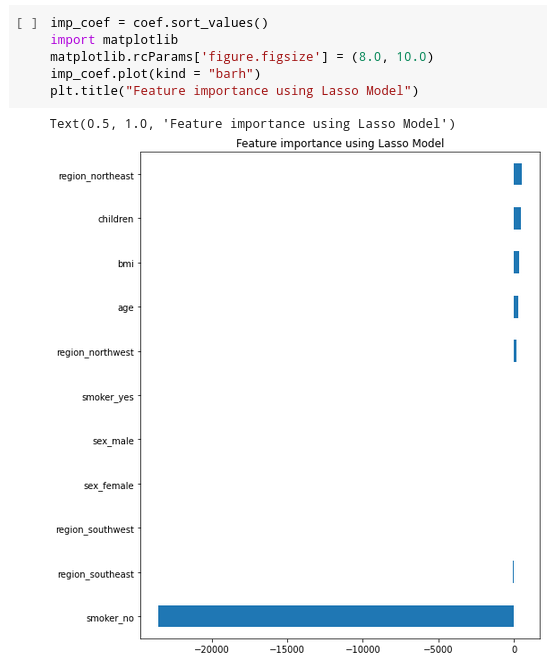 [ ] imp_coef = coef.sort_values()
import matplotlib
matplotlib.rcParams['figure.figsize'] = (8.0, 10.0)
imp_coef.plot(kind = "barh")
plt.title("Feature importance using Lasso Model")
Text(0.5, 1.0, 'Feature importance using Lasso Model')
Feature importance using Lasso Model
region_northeast
children
bmi
age
region_northwest
smoker_yes
sex_male
sex_female
region_southwest
region_southeast
smoker_no
−20000 −15000 −10000 −5000 0